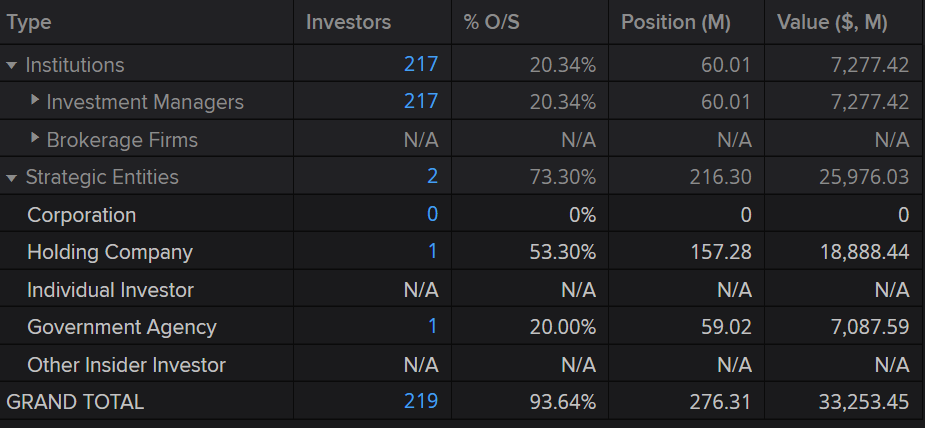 Type Investors % O/S Position (M) Value ($, M)
Institutions 217 20.34% 60.01 7,277.42
Investment Managers 217 20.34% 60.01 7,277.42
Brokerage Firms N/A N/A N/A N/A
Strategic Entities 2 73.30% 216.30 25,976.03
Corporation 0 0% 0 0
Holding Company 1 53.30% 157.28 18,888.44
Individual Investor N/A N/A N/A N/A
Government Agency 1 20.00% 59.02 7,087.59
Other Insider Investor N/A N/A N/A N/A
GRAND TOTAL 219 93.64% 276.31 33,253.45